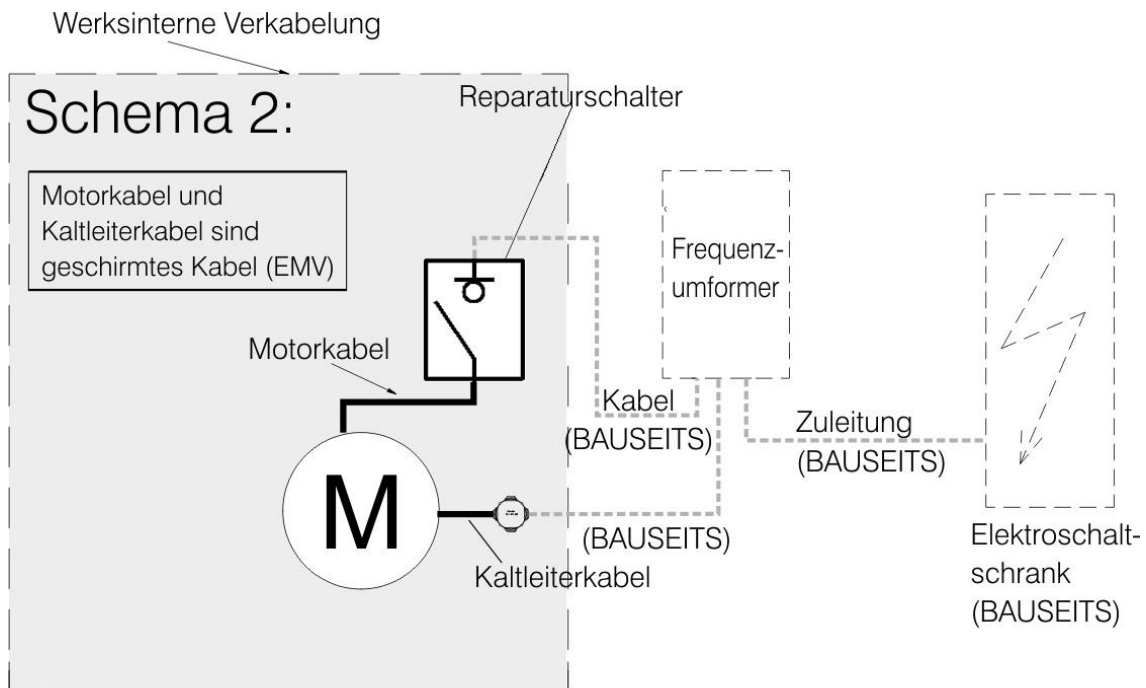 Werksinterne Verkabelung
Schema 2:
Reparaturschalter
Motorkabel und
Kaltleiterkabel sind
geschirmtes Kabel (EMV)
Frequenz-
umformer
Motorkabel
Kabel
(BAUSEITS)
Zuleitung
(BAUSEITS)
M
(BAUSEITS)
Kaltleiterkabel
Elektroschalt-
schrank
(BAUSEITS)